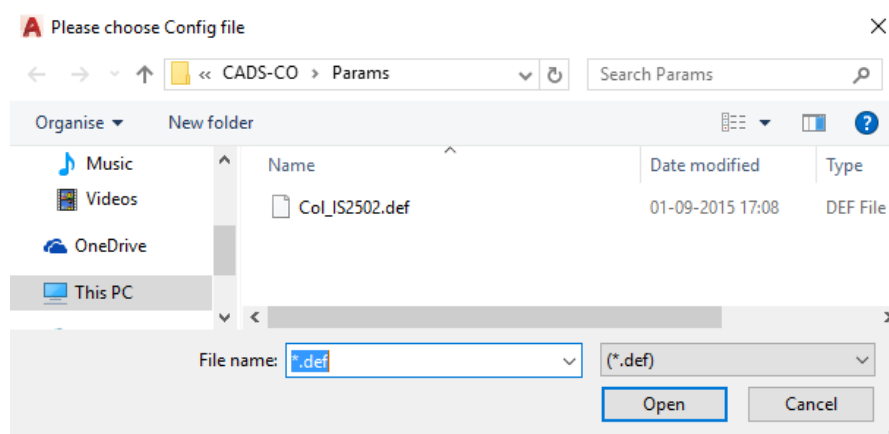 Please choose Config file
« CADS-CO > Params
Search Params
Organise
New folder
Music
Videos
OneDrive
This PC
Name
Date modified
Type
Col_IS2502.def
01-09-2015 17:08
DEF File
File name:
*.def
(*.def)
Open
Cancel